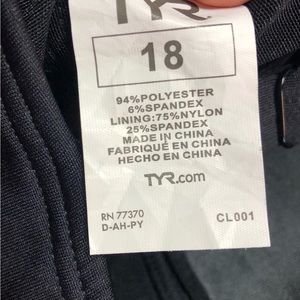 TYR
18
94%POLYESTER
6%SPANDEX
LINING:75%NYLON
25%SPANDEX
MADE IN CHINA
FABRIQUÉ EN CHINE
HECHO EN CHINA
TYR.com
RN 77370
D-AH-PY
CL001